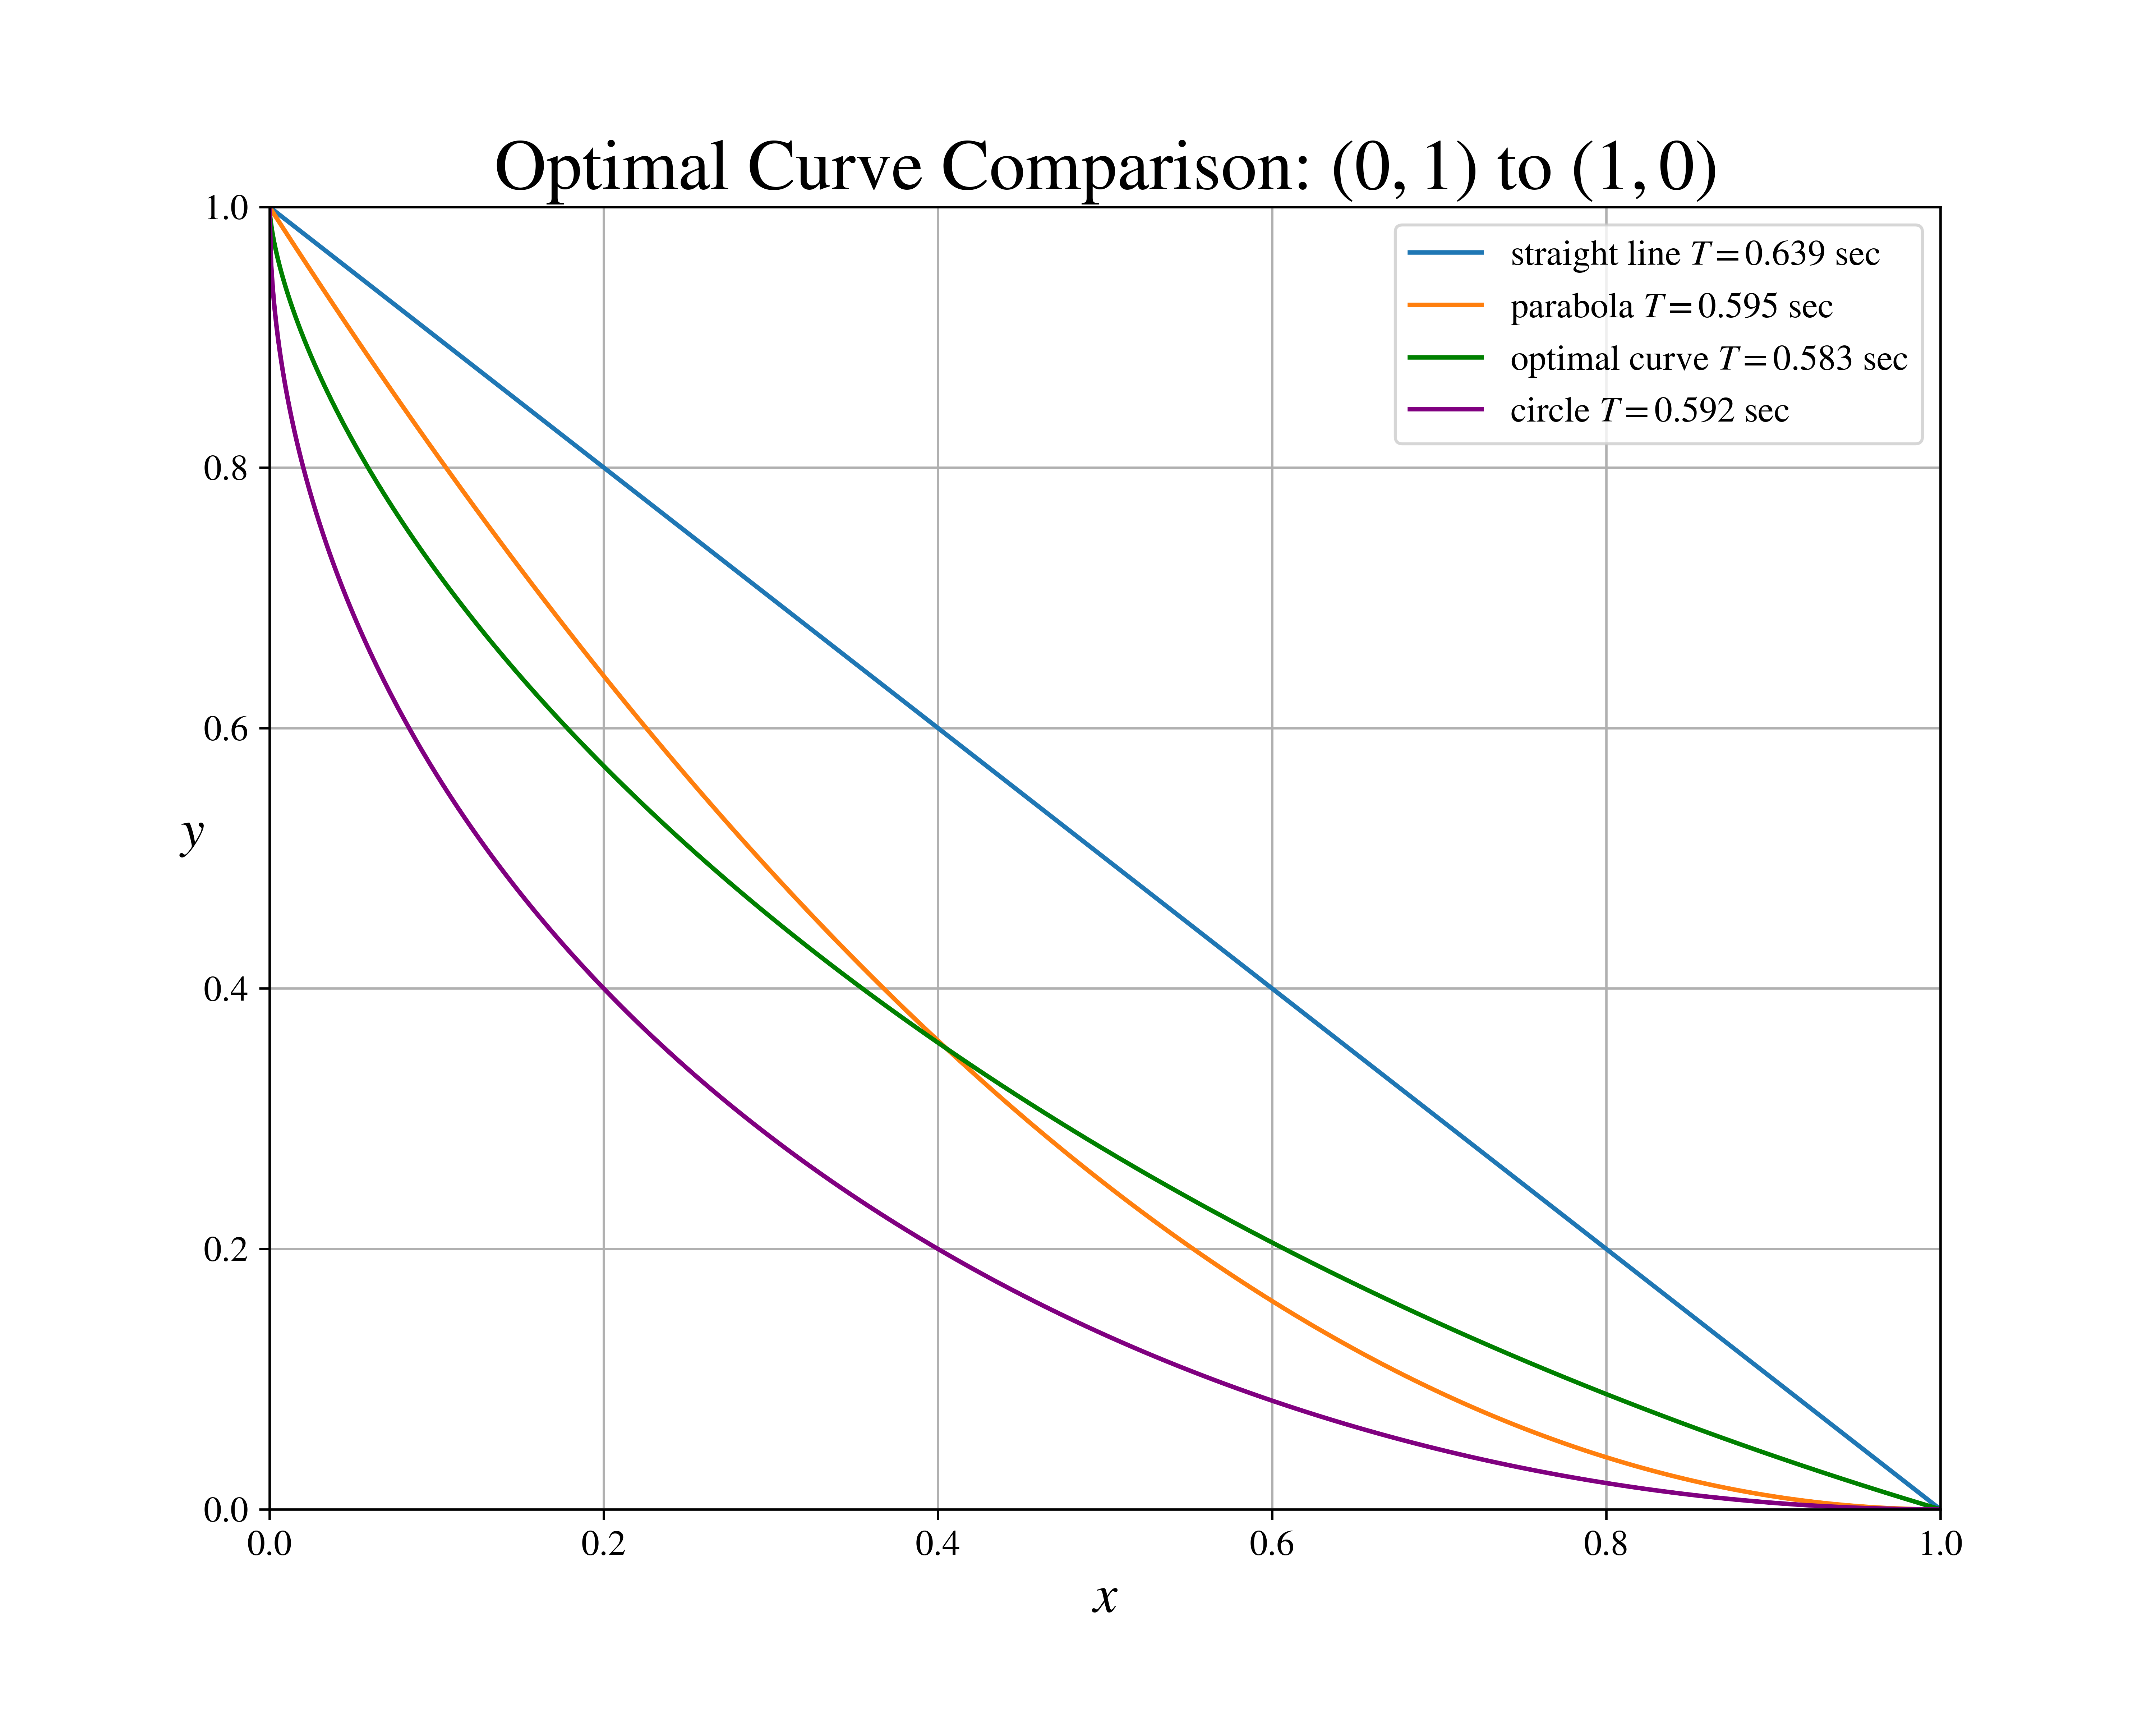 Optimal Curve Comparison: (0, 1) to (1, 0)
straight line T = 0.639 sec
parabola T = 0.595 sec
optimal curve T = 0.583 sec
circle T = 0.592 sec
1.0
0.8
0.6
y
0.4
0.2
0.0
0.0 0.2 0.4 0.6 0.8 1.0
x